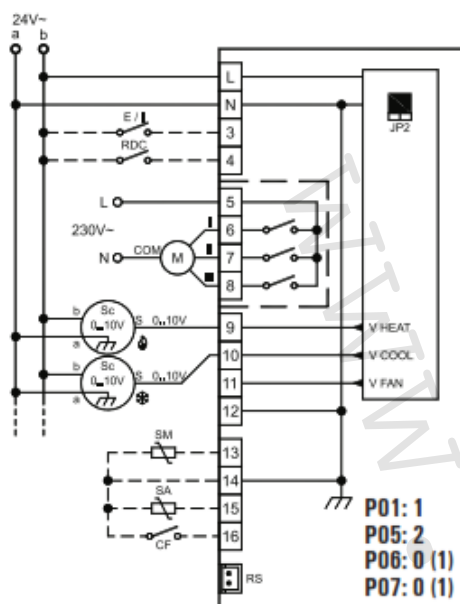 24V~
a b
L
N
E / I
3
RDC
4
JP2
L
5
230V~
6
N COM M
7
8
b Sc S 0..10V
0..10V
a
9
V HEAT
b Sc S 0..10V
0..10V
a
10
V COOL
11
V FAN
12
SM
13
14
SA
15
CF
16
RS
P01: 1
P05: 2
P06: 0 (1)
P07: 0 (1)
WWW.